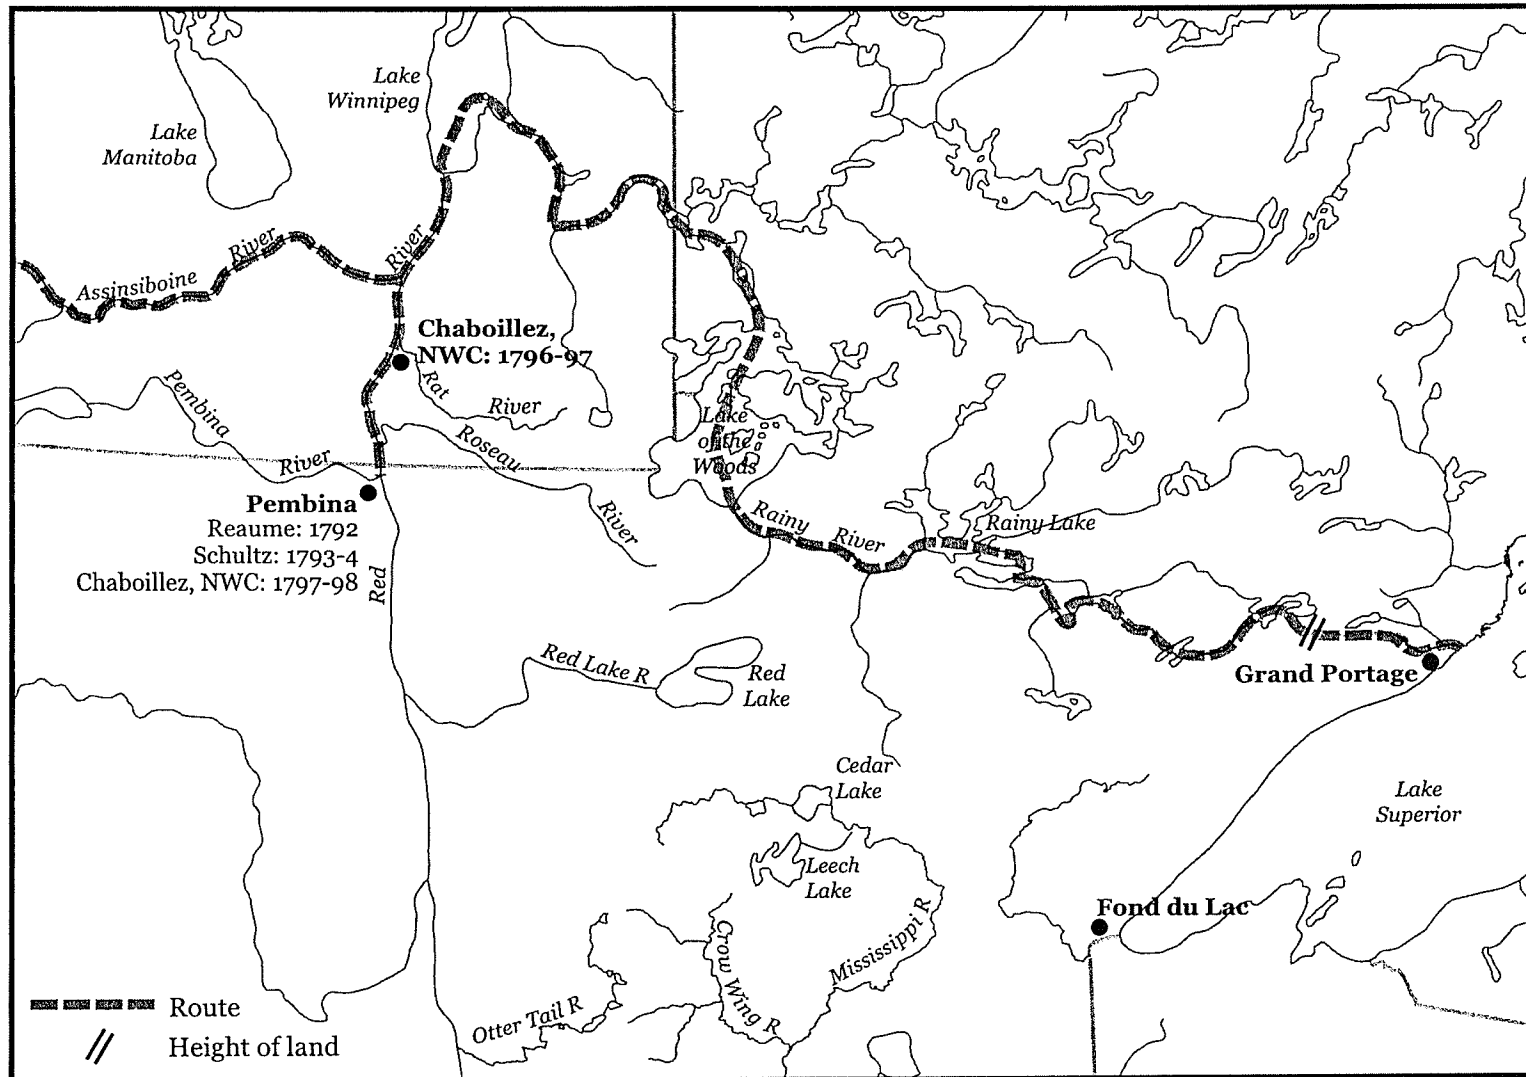 Lake
Winnipeg
Lake
Manitoba
River
River
Assinsiboine
Chaboillez,
NWC: 1796-97
Rat
River
Pembina
River
Roseau
River
Lake
of the
Woods
Pembina
Reaume: 1792
Schultz: 1793-4
Chaboillez, NWC: 1797-98
Red
Rainy
River
Rainy Lake
Red Lake R
Red
Lake
Grand Portage
Cedar
Lake
Lake
Superior
Leech
Lake
Fond du Lac
Crow Wing R
Mississippi R
Otter Tail R
Route
Height of land